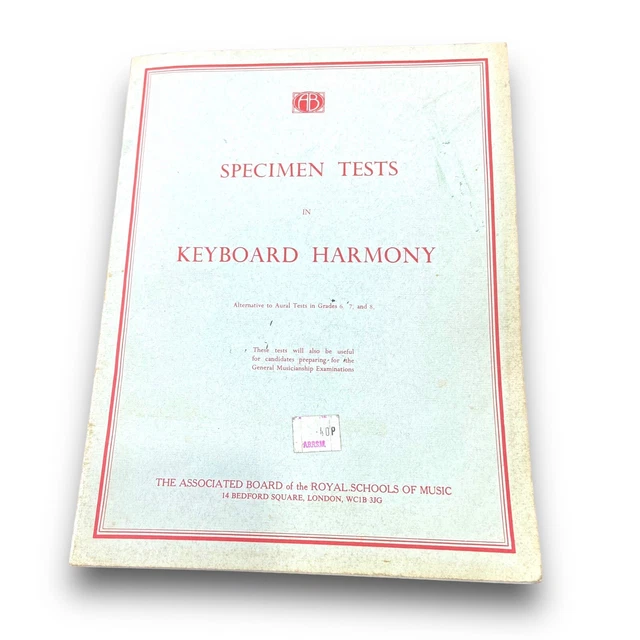 AB
SPECIMEN TESTS
IN
KEYBOARD HARMONY
Alternative to Aural Tests in Grades 6, 7, and 8.
These tests will also be useful
for candidates preparing for the
General Musicianship Examinations
40P
ABRSM
THE ASSOCIATED BOARD of the ROYAL SCHOOLS OF MUSIC
14 BEDFORD SQUARE, LONDON, WC1B 3JG